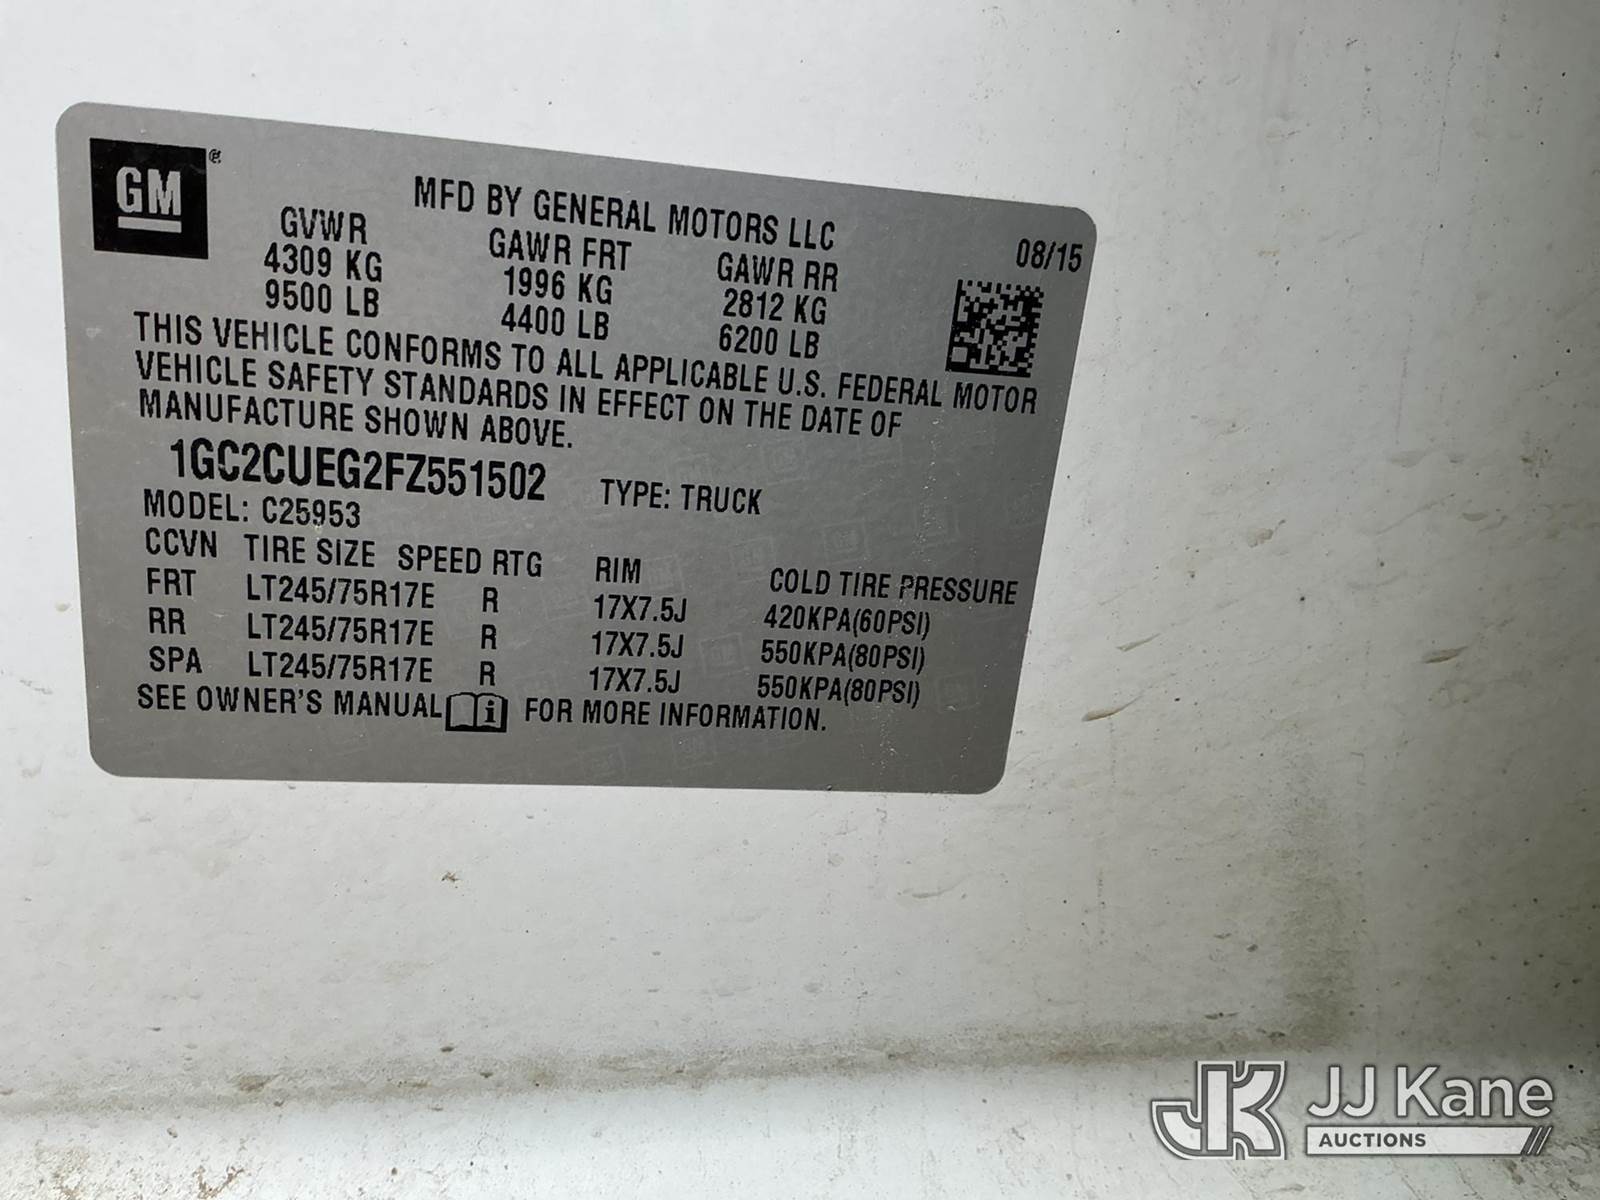 GM®
MFD BY GENERAL MOTORS LLC
08/15
GVWR GAWR FRT GAWR RR
4309 KG 1996 KG 2812 KG
9500 LB 4400 LB 6200 LB
THIS VEHICLE CONFORMS TO ALL APPLICABLE U.S. FEDERAL MOTOR
VEHICLE SAFETY STANDARDS IN EFFECT ON THE DATE OF
MANUFACTURE SHOWN ABOVE.
1GC2CUEG2FZ551502 TYPE: TRUCK
MODEL: C25953
CCVN TIRE SIZE SPEED RTG RIM COLD TIRE PRESSURE
FRT LT245/75R17E R 17X7.5J 420KPA(60PSI)
RR LT245/75R17E R 17X7.5J 550KPA(80PSI)
SPA LT245/75R17E R 17X7.5J 550KPA(80PSI)
SEE OWNER'S MANUAL i FOR MORE INFORMATION.
JK JJ Kane
AUCTIONS